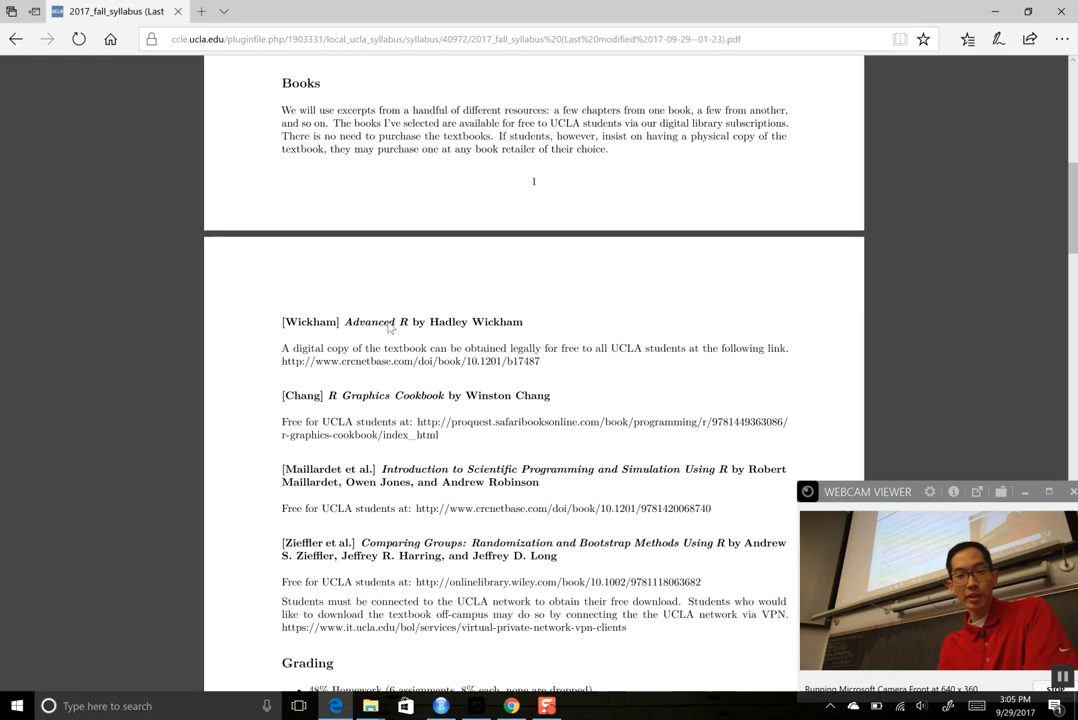 2017_fall_syllabus (Last
ccle.ucla.edu/pluginfile.php/1903331/local_ucla_syllabus/syllabus/40972/2017_fall_syllabus%20(Last%20modified%2017-09-29--01-23).pdf
Books
We will use excerpts from a handful of different resources: a few chapters from one book, a few from another,
and so on. The books I've selected are available for free to UCLA students via our digital library subscriptions.
There is no need to purchase the textbooks. If students, however, insist on having a physical copy of the
textbook, they may purchase one at any book retailer of their choice.
1
[Wickham] Advanced R by Hadley Wickham
A digital copy of the textbook can be obtained legally for free to all UCLA students at the following link.
http://www.crcnetbase.com/doi/book/10.1201/b17487
[Chang] R Graphics Cookbook by Winston Chang
Free for UCLA students at: http://proquest.safaribooksonline.com/book/programming/r/9781449363086/
r-graphics-cookbook/index_html
[Maillardet et al.] Introduction to Scientific Programming and Simulation Using R by Robert
Maillardet, Owen Jones, and Andrew Robinson
Free for UCLA students at: http://www.crcnetbase.com/doi/book/10.1201/9781420068740
[Zieffler et al.] Comparing Groups: Randomization and Bootstrap Methods Using R by Andrew
S. Zieffler, Jeffrey R. Harring, and Jeffrey D. Long
Free for UCLA students at: http://onlinelibrary.wiley.com/book/10.1002/9781118063682
Students must be connected to the UCLA network to obtain their free download. Students who would
like to download the textbook off-campus may do so by connecting the the UCLA network via VPN.
https://www.it.ucla.edu/bol/services/virtual-private-network-vpn-clients
Grading
48% Homework (6 assignments, 8% each, none are dropped)
WEBCAM VIEWER
Running Microsoft Camera Front at 640 x 360
STOP
Type here to search
3:05 PM
9/29/2017